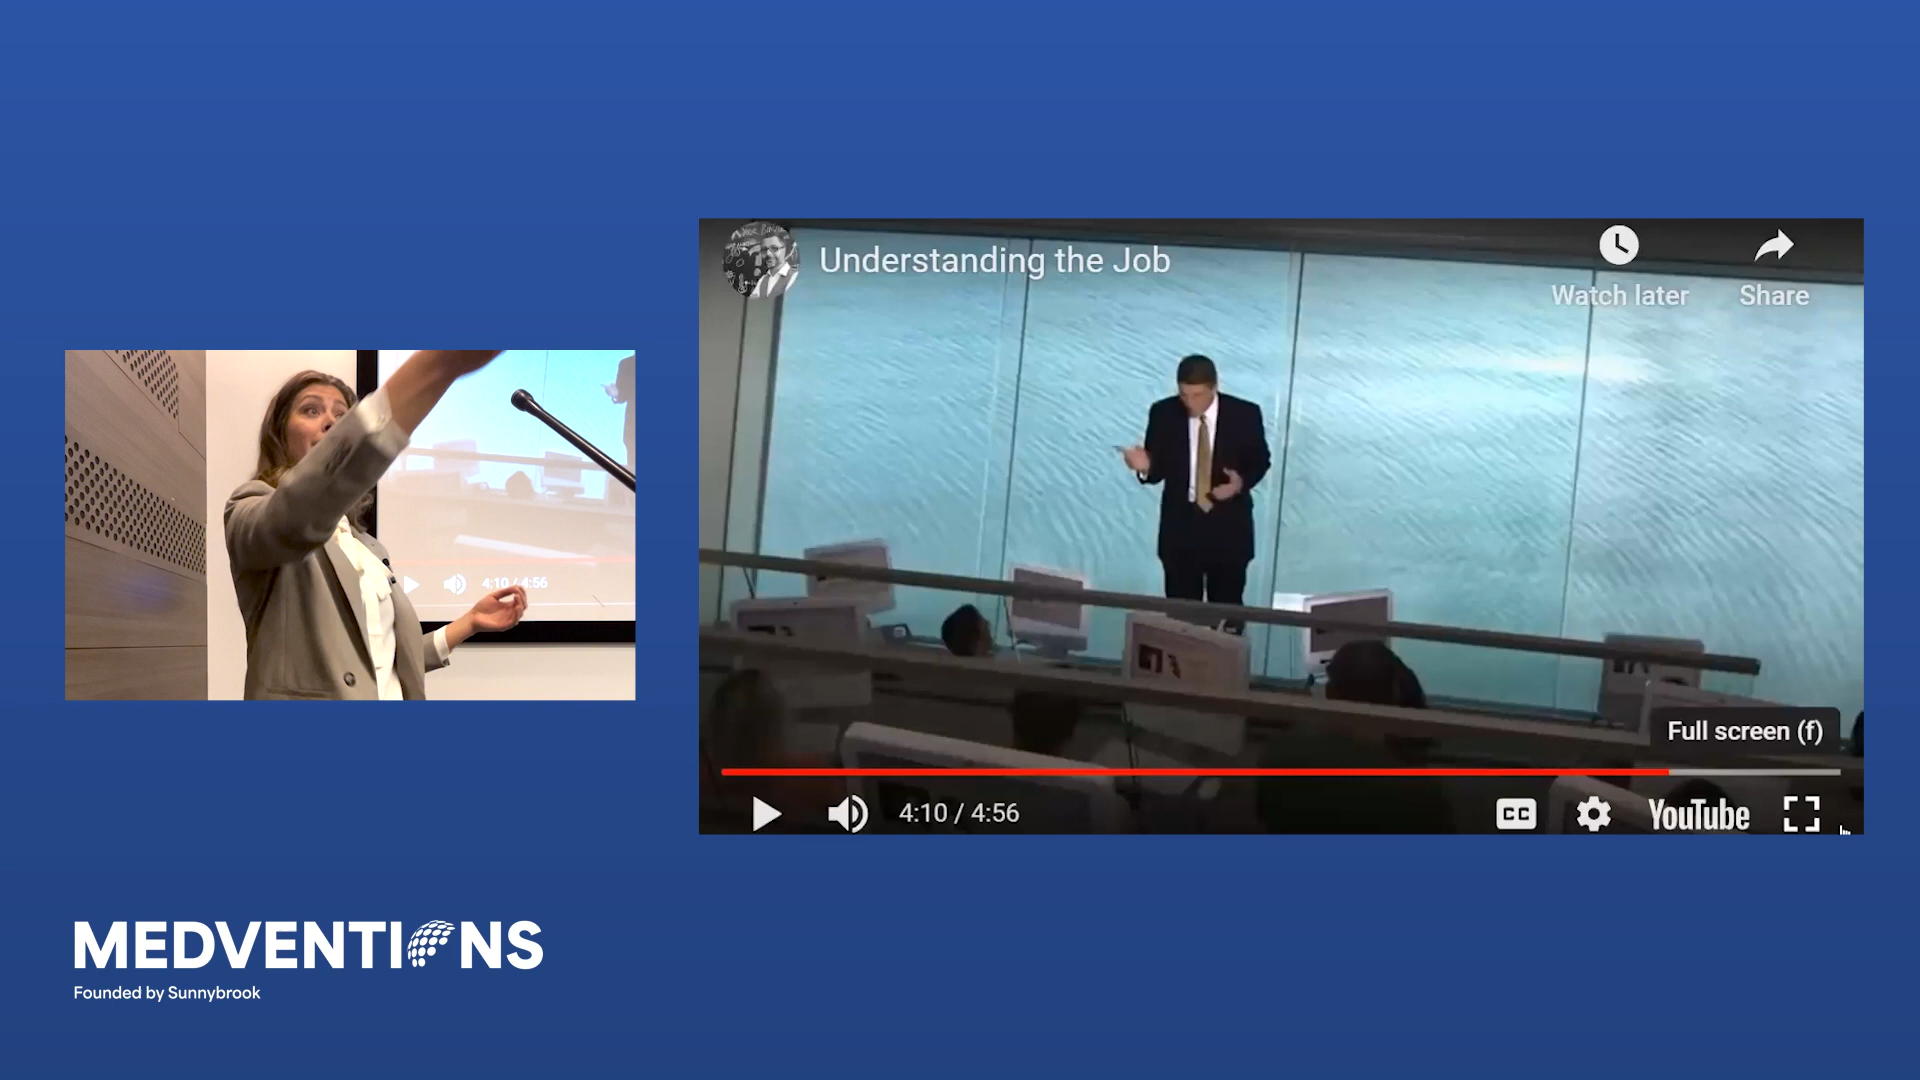 Understanding the Job
Watch later
Share
4:10 / 4:56
Full screen (f)
4:10 / 4:56
CC
YouTube
MEDVENTIONS
Founded by Sunnybrook